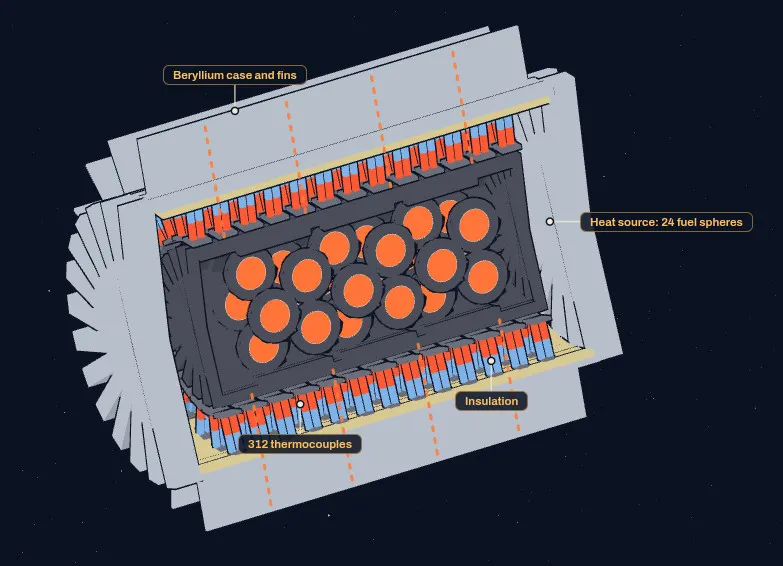 Beryllium case and fins
Heat source: 24 fuel spheres
Insulation
312 thermocouples